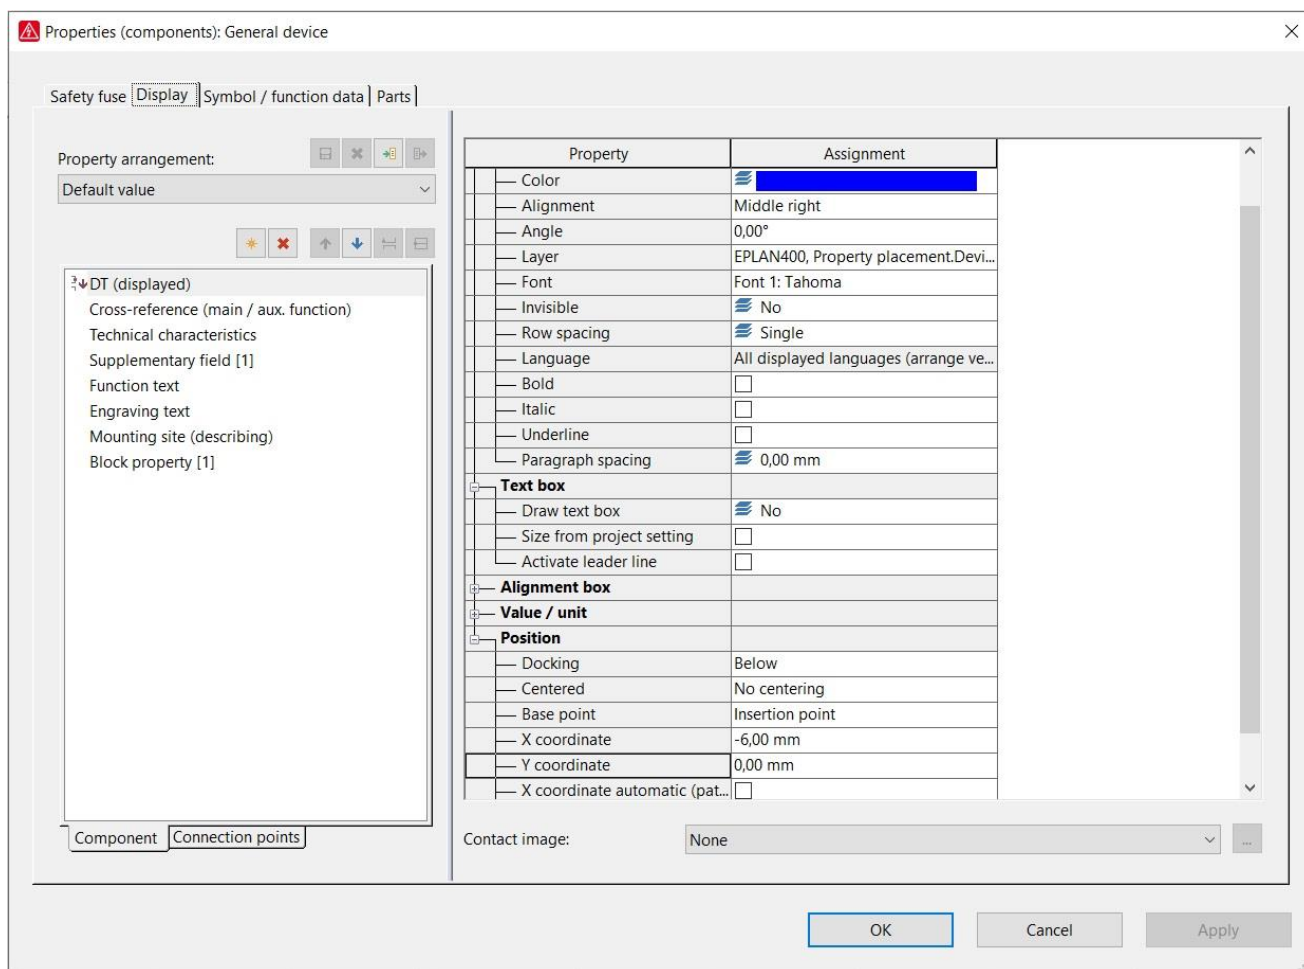 Properties (components): General device
Safety fuse Display Symbol / function data Parts
Property arrangement:
Default value
DT (displayed)
Cross-reference (main / aux. function)
Technical characteristics
Supplementary field [1]
Function text
Engraving text
Mounting site (describing)
Block property [1]
Component Connection points
Property Assignment
Color
Alignment Middle right
Angle 0,00°
Layer EPLAN400, Property placement.Devi...
Font Font 1: Tahoma
Invisible No
Row spacing Single
Language All displayed languages (arrange ve...
Bold
Italic
Underline
Paragraph spacing 0,00 mm
Text box
Draw text box No
Size from project setting
Activate leader line
Alignment box
Value / unit
Position
Docking Below
Centered No centering
Base point Insertion point
X coordinate -6,00 mm
Y coordinate 0,00 mm
X coordinate automatic (pat...
Contact image: None ...
OK Cancel Apply